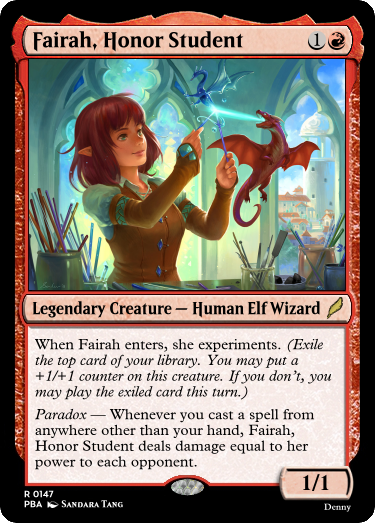 Fairah, Honor Student 1
Legendary Creature — Human Elf Wizard
When Fairah enters, she experiments. (Exile
the top card of your library. You may put a
+1/+1 counter on this creature. If you don't, you
may play the exiled card this turn.)
Paradox — Whenever you cast a spell from
anywhere other than your hand, Fairah,
Honor Student deals damage equal to her
power to each opponent.
1/1
R 0147
PBA SANDARA TANG
Denny